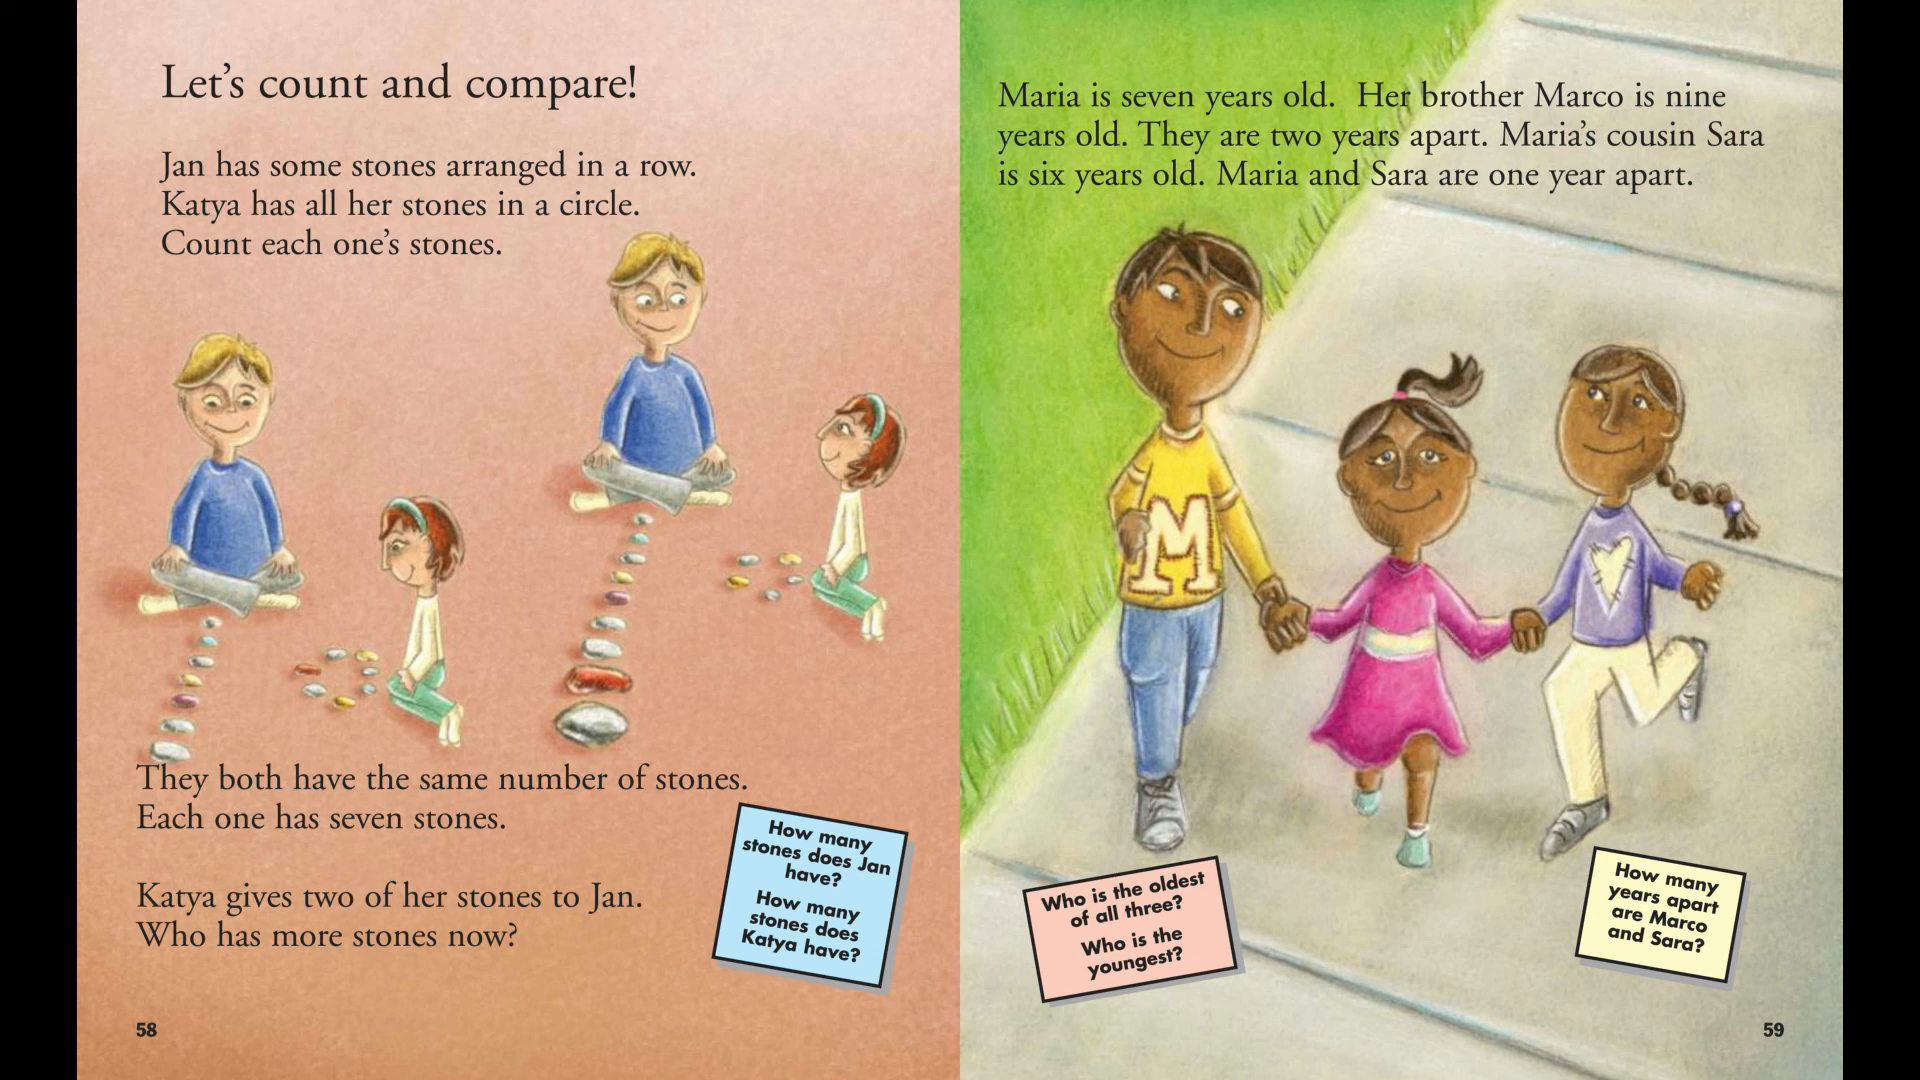 Let's count and compare!
Jan has some stones arranged in a row.
Katya has all her stones in a circle.
Count each one's stones.
They both have the same number of stones.
Each one has seven stones.
Katya gives two of her stones to Jan.
Who has more stones now?
How many
stones does Jan
have?
How many
stones does
Katya have?
58
Maria is seven years old.  Her brother Marco is nine
years old. They are two years apart. Maria's cousin Sara
is six years old. Maria and Sara are one year apart.
M
Who is the oldest
of all three?
Who is the
youngest?
How many
years apart
are Marco
and Sara?
59